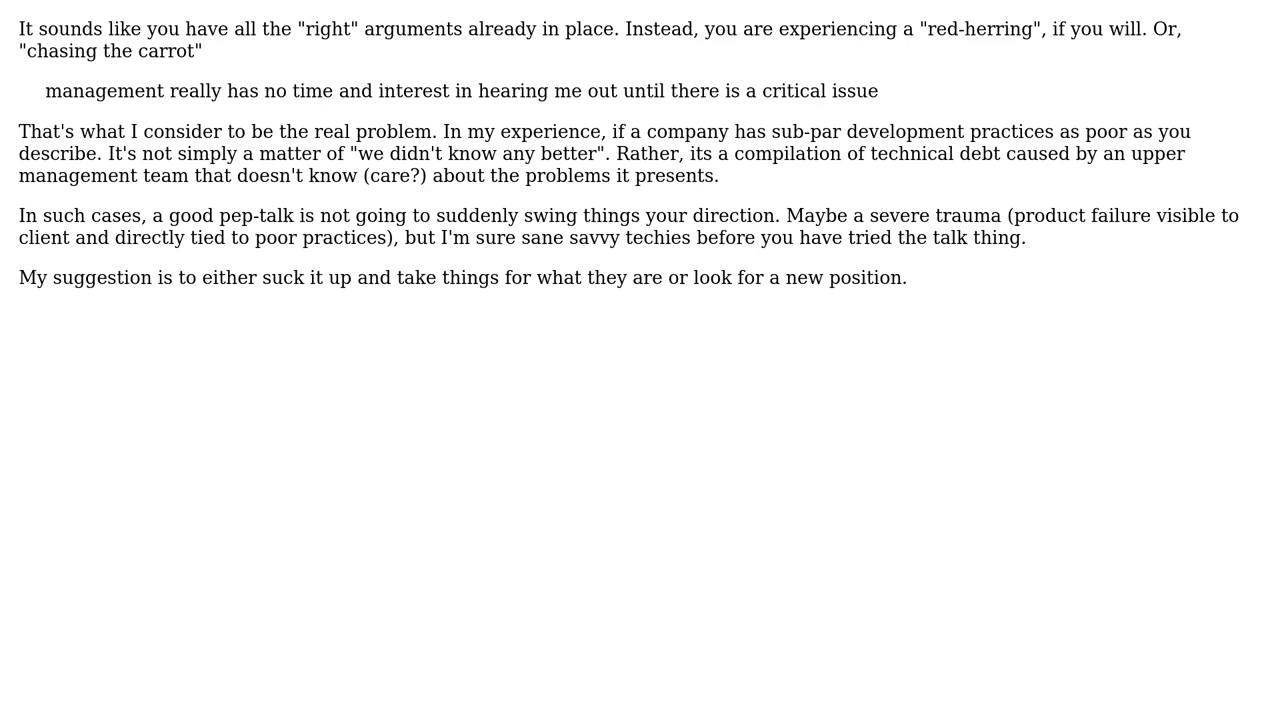 It sounds like you have all the "right" arguments already in place. Instead, you are experiencing a "red-herring", if you will. Or,
"chasing the carrot"
management really has no time and interest in hearing me out until there is a critical issue
That's what I consider to be the real problem. In my experience, if a company has sub-par development practices as poor as you
describe. It's not simply a matter of "we didn't know any better". Rather, its a compilation of technical debt caused by an upper
management team that doesn't know (care?) about the problems it presents.
In such cases, a good pep-talk is not going to suddenly swing things your direction. Maybe a severe trauma (product failure visible to
client and directly tied to poor practices), but I'm sure sane savvy techies before you have tried the talk thing.
My suggestion is to either suck it up and take things for what they are or look for a new position.